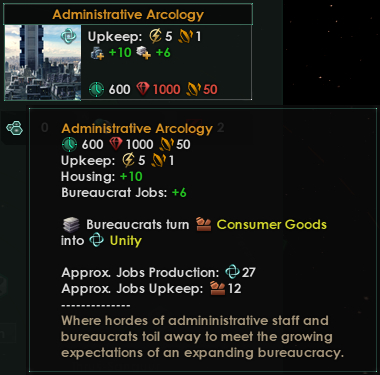 Administrative Arcology
Upkeep: 5 1
+10 +6
600 1000 50
0 Administrative Arcology 2
600 1000 50
Upkeep: 5 1
Housing: +10
Bureaucrat Jobs: +6
Bureaucrats turn Consumer Goods
into Unity
Approx. Jobs Production: 27
Approx. Jobs Upkeep: 12
--------------
Where hordes of admininistrative staff and
bureaucrats toil away to meet the growing
expectations of an expanding bureaucracy.